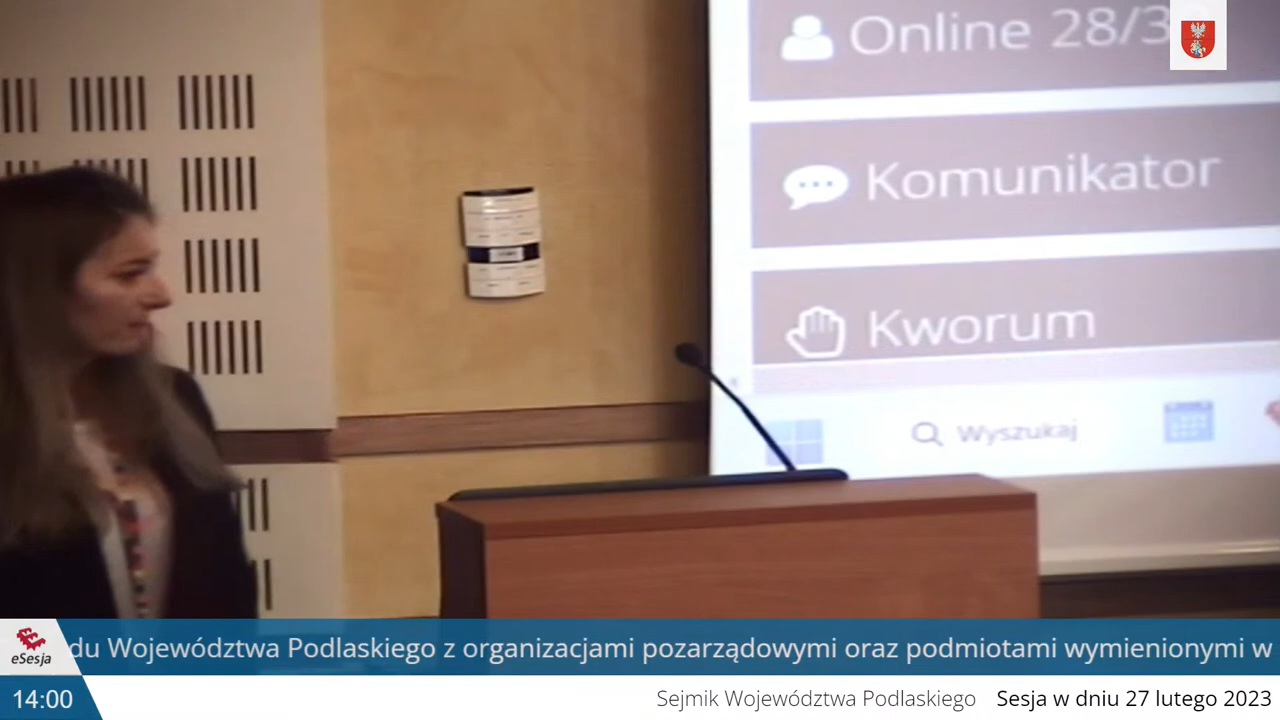 Online 28/3
Komunikator
Kworum
Wyszukaj
eSesja
du Województwa Podlaskiego z organizacjami pozarządowymi oraz podmiotami wymienionymi w
14:00
Sejmik Województwa Podlaskiego Sesja w dniu 27 lutego 2023